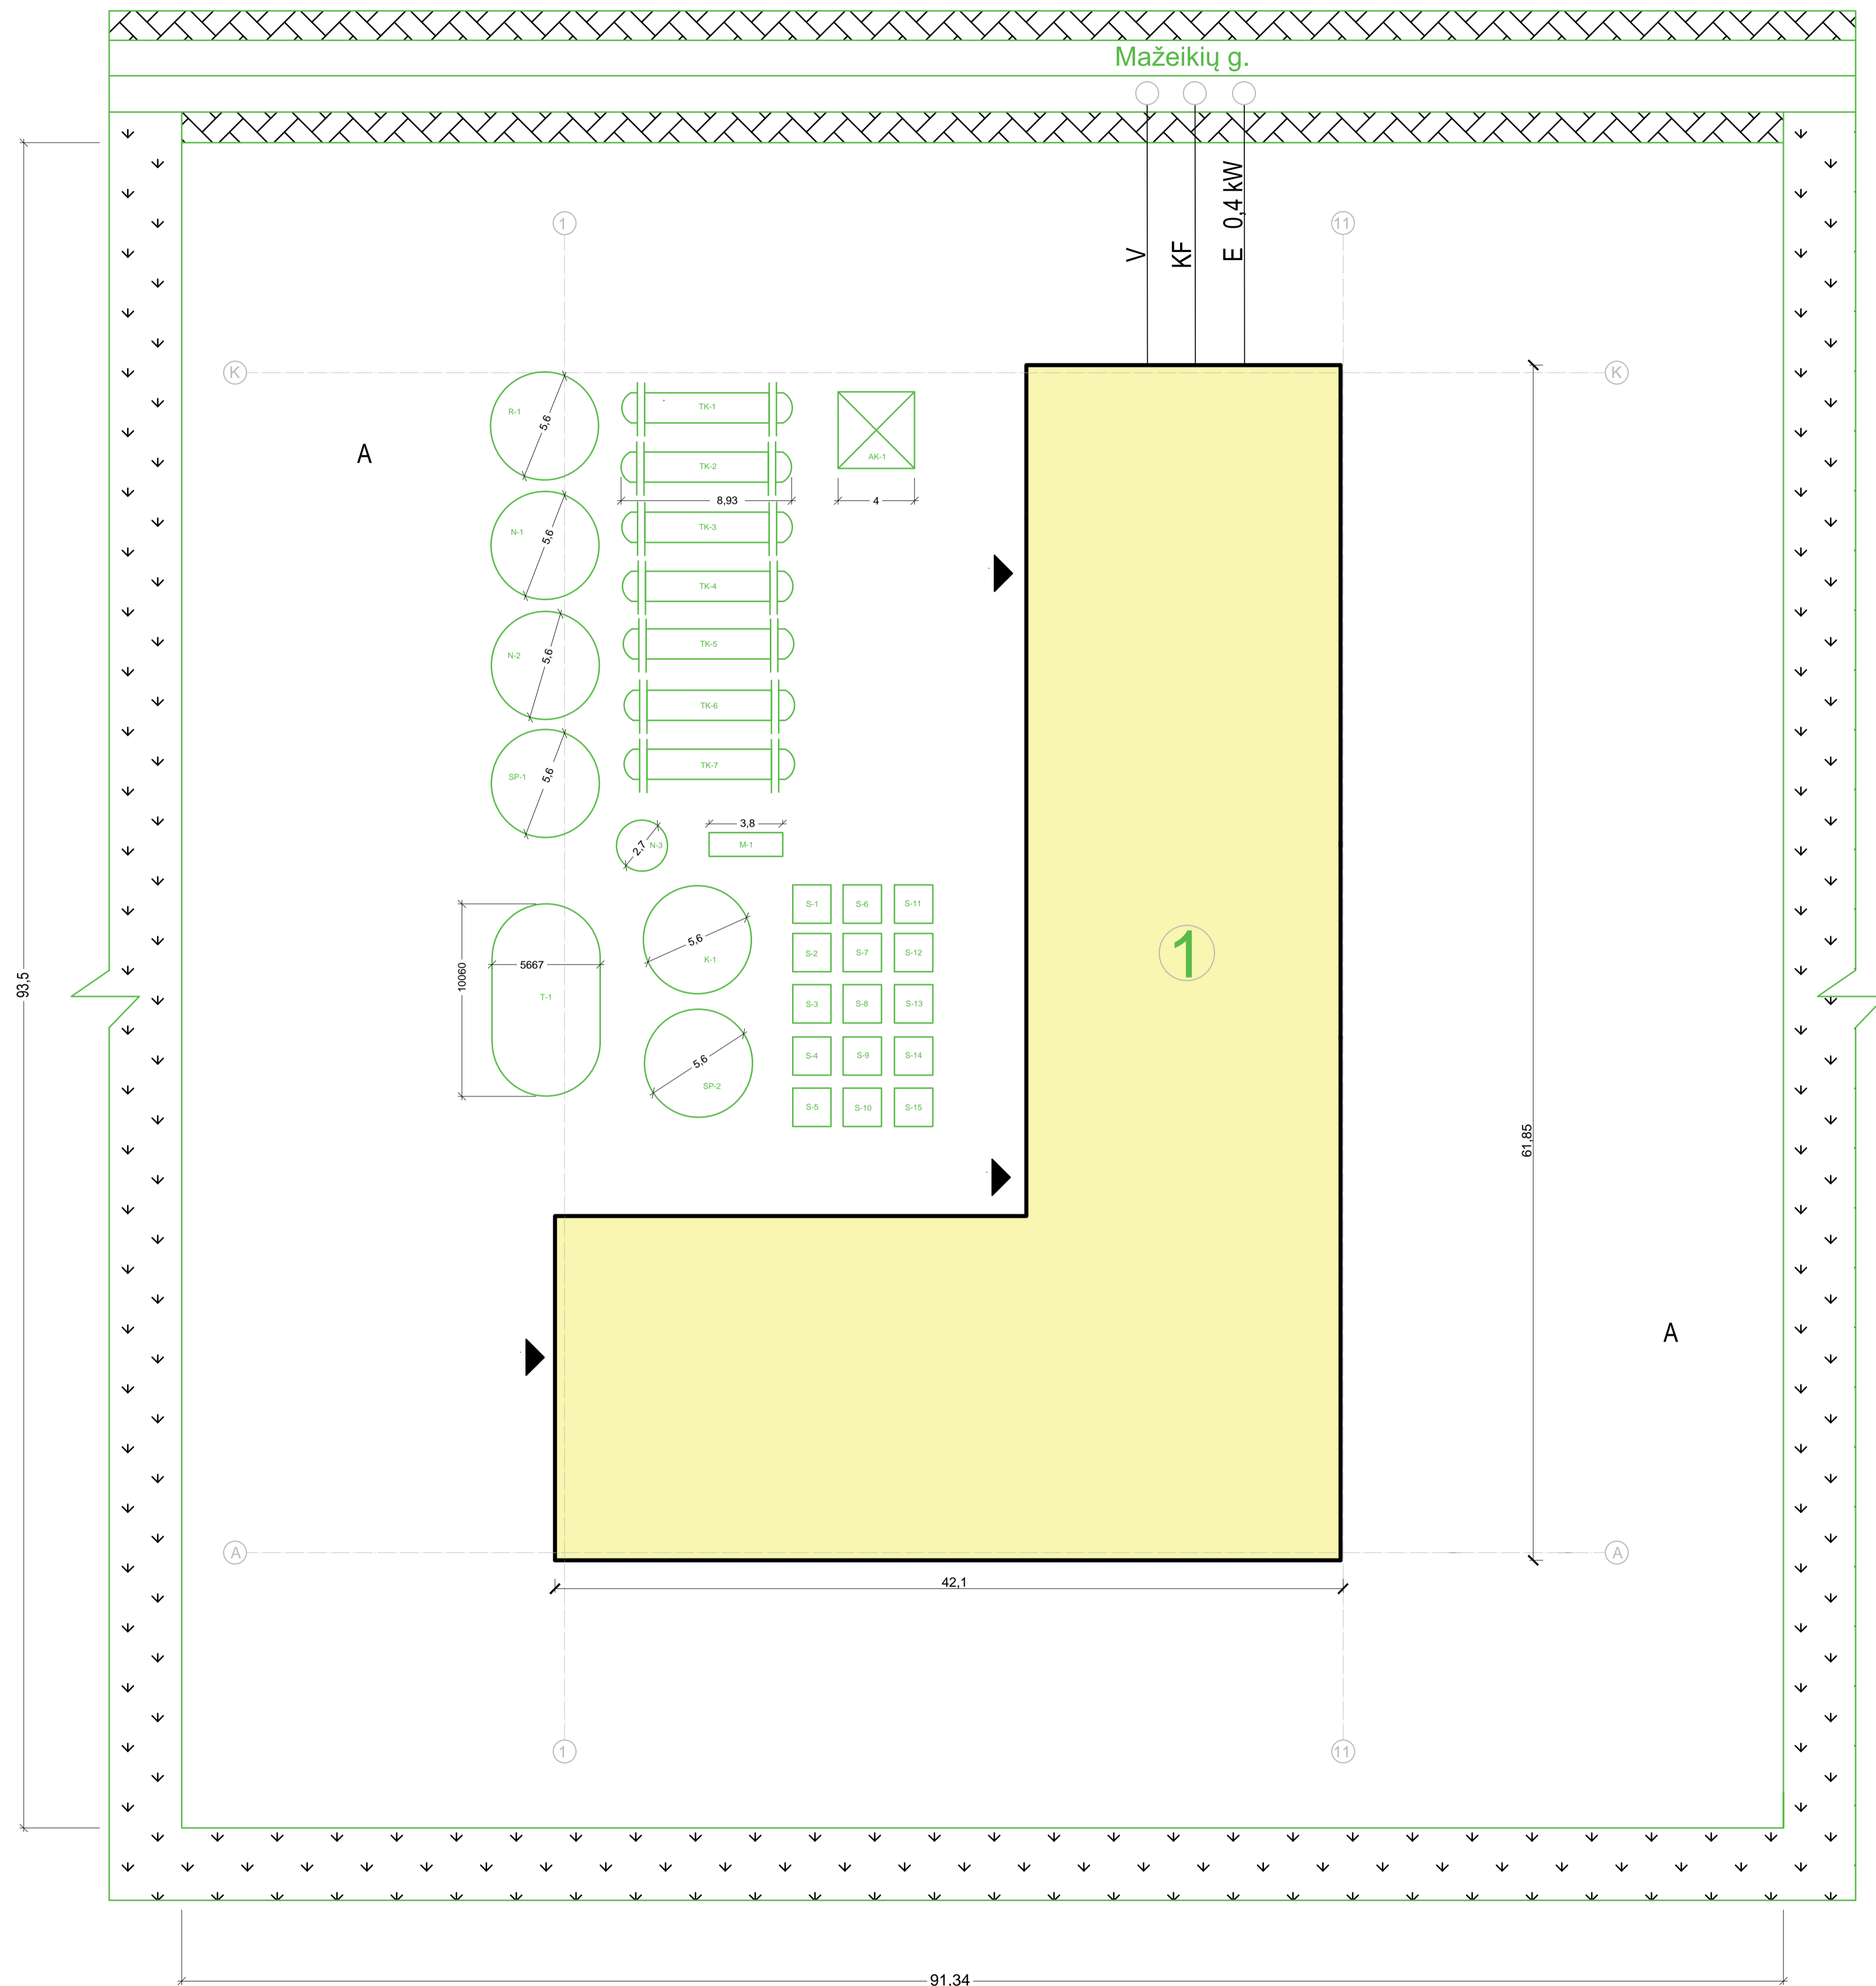 Mažeikių g.
V
KF
E 0,4 kW
1
11
K
K
R-1
5,6
TK-1
AK-1
A
TK-2
8,93
4
N-1
5,6
TK-3
TK-4
N-2
5,6
TK-5
TK-6
SP-1
5,6
TK-7
3,8
2,7
N-3
M-1
S-1
S-6
S-11
5,6
K-1
S-2
S-7
S-12
1
93,5
10060
5667
T-1
S-3
S-8
S-13
5,6
SP-2
S-4
S-9
S-14
S-5
S-10
S-15
61,85
A
A
A
42,1
1
11
91.34